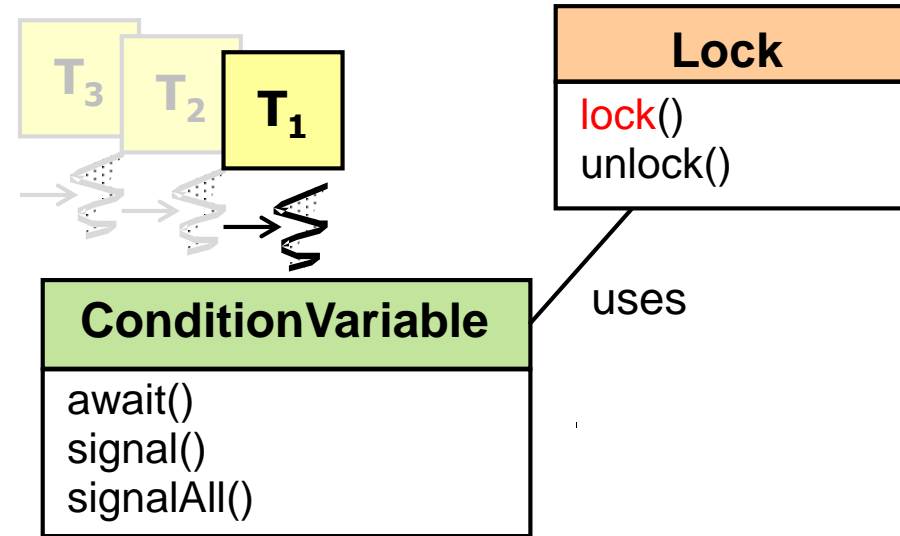 T₃
T₂
T₁
Lock
lock()
unlock()
uses
ConditionVariable
await()
signal()
signalAll()